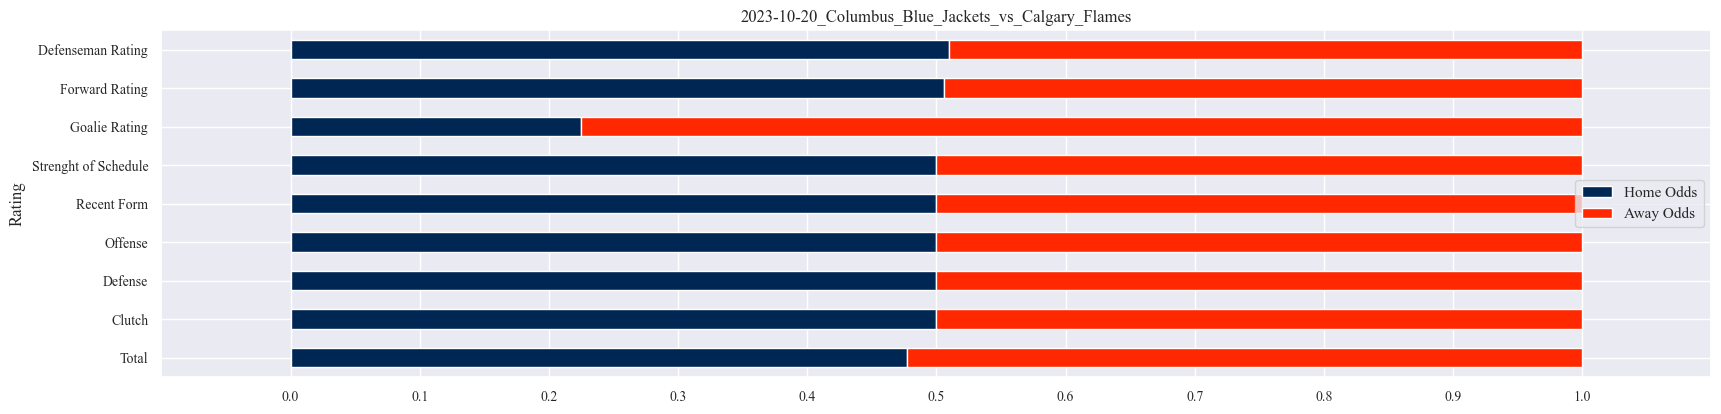 2023-10-20_Columbus_Blue_Jackets_vs_Calgary_Flames
Rating
Defenseman Rating
Forward Rating
Goalie Rating
Strenght of Schedule
Recent Form
Offense
Defense
Clutch
Total
Home Odds
Away Odds
0.0 0.1 0.2 0.3 0.4 0.5 0.6 0.7 0.8 0.9 1.0